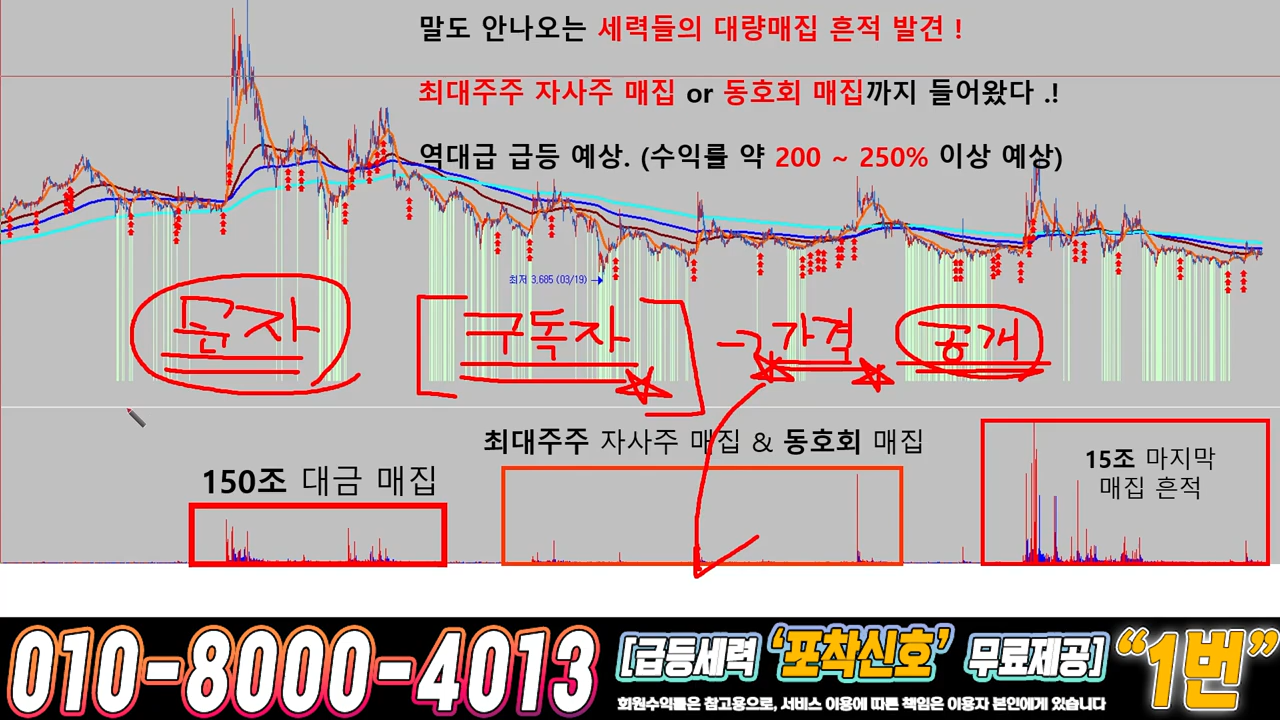 말도 안나오는 세력들의 대량매집 흔적 발견 !
최대주주 자사주 매집 or 동호회 매집까지 들어왔다 .!
역대급 급등 예상. (수익률 약 200 ~ 250% 이상 예상)
최저 3,685 (03/19)
문자 구독자 가격 공개
최대주주 자사주 매집 & 동호회 매집
150조 대금 매집
15조 마지막
매집 흔적
010-8000-4013 [급등세력 '포착신호' 무료제공] "1번"
회원수익률은 참고용으로, 서비스 이용에 따른 책임은 이용자 본인에게 있습니다